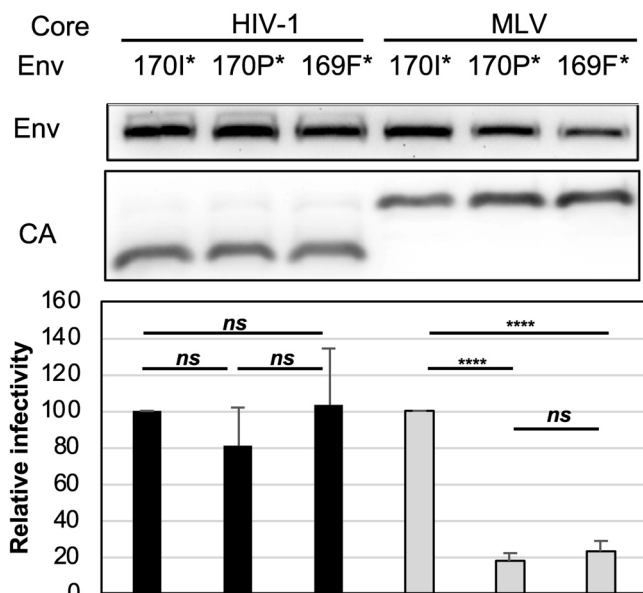 Core HIV-1 MLV
Env 170I* 170P* 169F* 170I* 170P* 169F*
Env
CA
160
140
120
100
80
60
40
20
0
Relative infectivity
ns ****
ns ns **** ns